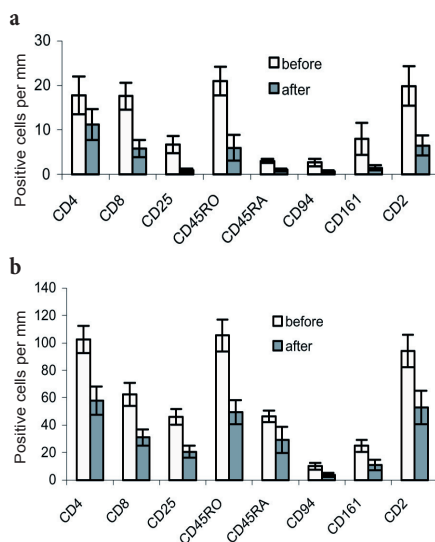 a
Positive cells per mm
30
20
10
0
before
after
CD4
CD8
CD25
CD45RO
CD45RA
CD94
CD161
CD2
b
Positive cells per mm
140
120
100
80
60
40
20
0
before
after
CD4
CD8
CD25
CD45RO
CD45RA
CD94
CD161
CD2